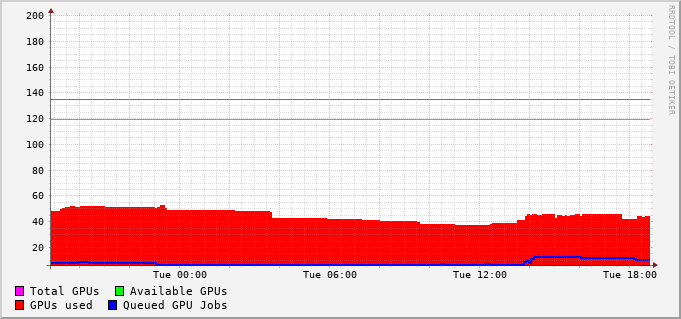 200
180
160
140
120
100
80
60
40
20
Tue 00:00 Tue 06:00 Tue 12:00 Tue 18:00
Total GPUs Available GPUs
GPUs used Queued GPU Jobs
RRDTOOL / TOBI OETIKER